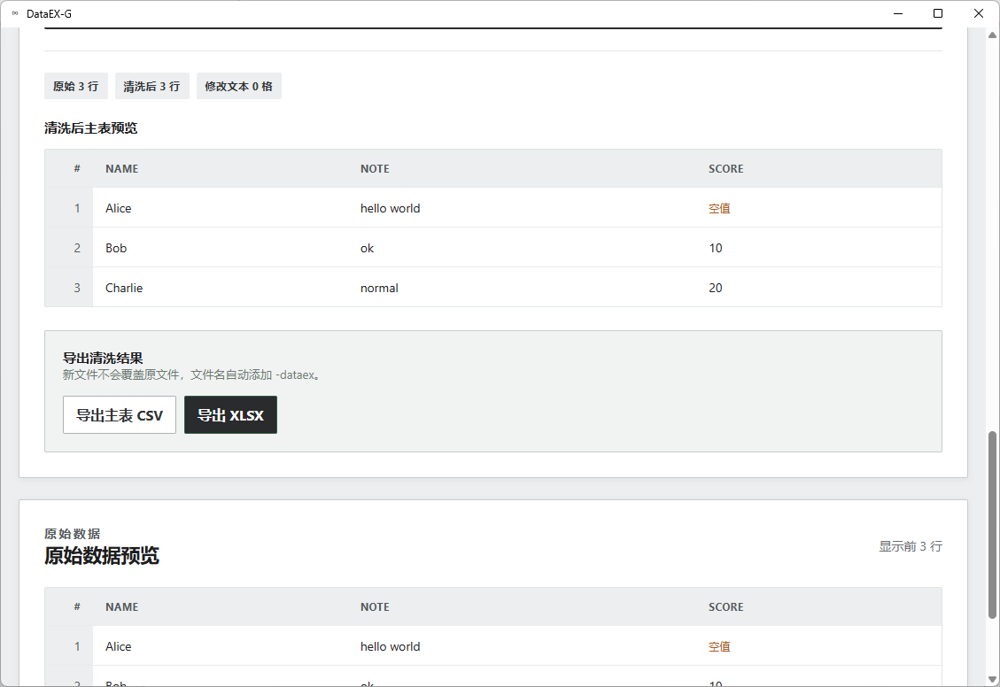 DataEX-G
原始 3 行 清洗后 3 行 修改文本 0 格
清洗后主表预览
# NAME NOTE SCORE
1 Alice hello world 空值
2 Bob ok 10
3 Charlie normal 20
导出清洗结果
新文件不会覆盖原文件，文件名自动添加 -dataex。
导出主表 CSV 导出 XLSX
原始数据
原始数据预览
显示前 3 行
# NAME NOTE SCORE
1 Alice hello world 空值
2 Bob ok 10